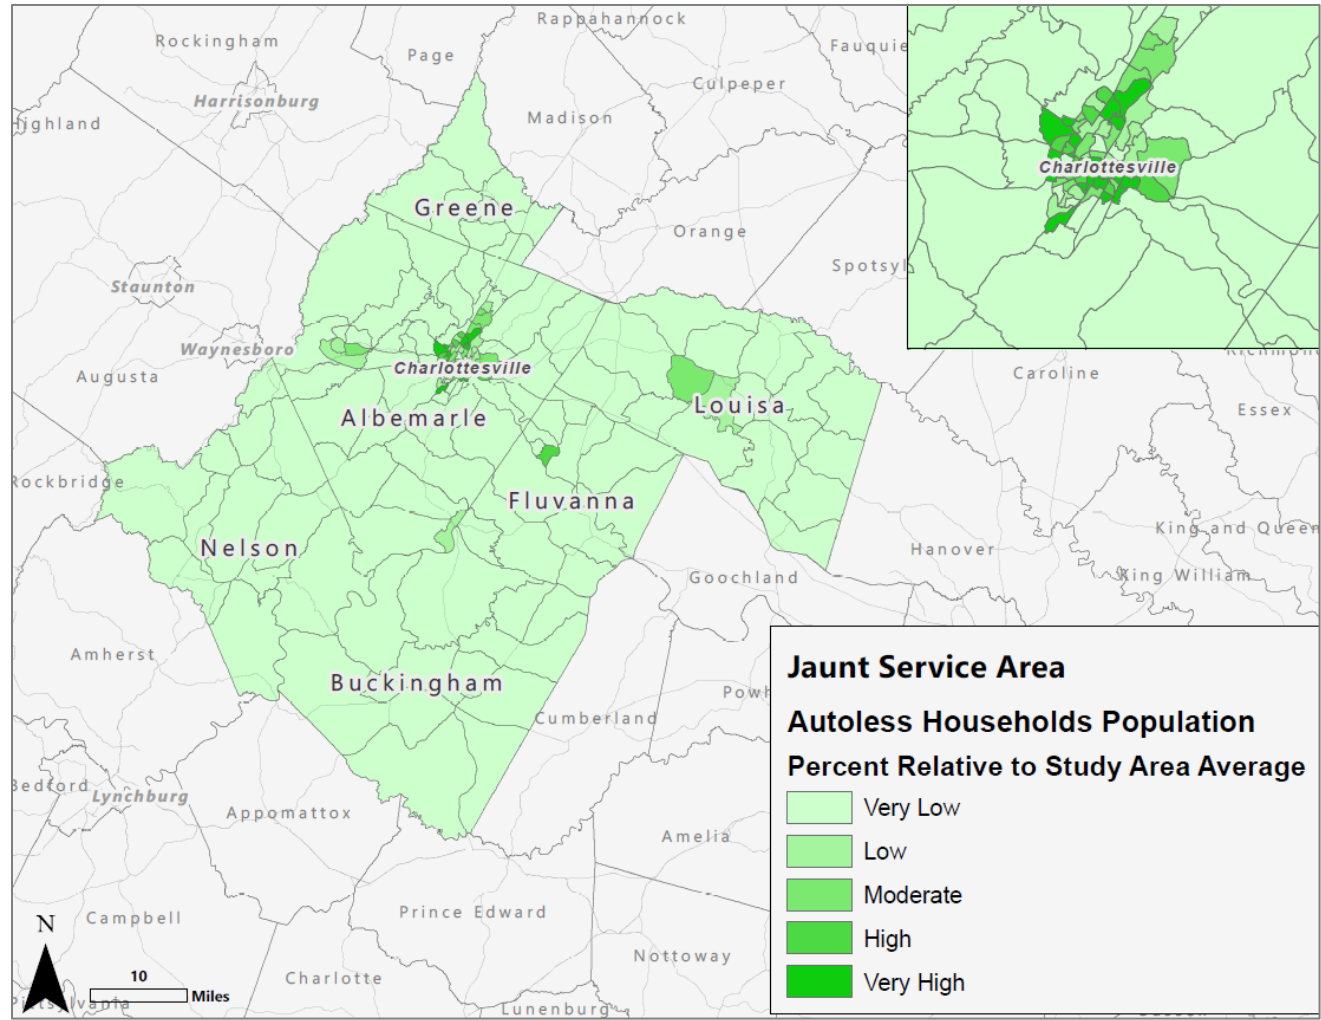 Rappahannock
Rockingham
Page
Fauquie
Culpeper
Harrisonburg
Highland
Madison
Charlottesville
Greene
Orange
Spotsyl
Staunton
Waynesboro
Augusta
Charlottesville
Caroline
Essex
Louisa
Albemarle
Rockbridge
Fluvanna
King and Queen
Nelson
Hanover
Goochland
King William
Amherst
Buckingham
Powh
Cumberland
Bedford
Lynchburg
Appomattox
Amelia
Campbell
Prince Edward
Nottoway
Charlotte
Lunenburg
N
10
Miles
Jaunt Service Area
Autoless Households Population
Percent Relative to Study Area Average
Very Low
Low
Moderate
High
Very High